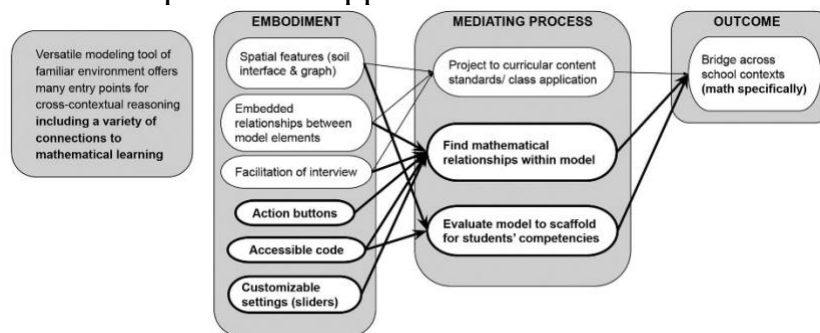 EMBODIMENT
MEDIATING PROCESS
OUTCOME
Versatile modeling tool of
familiar environment offers
many entry points for
cross-contextual reasoning
including a variety of
connections to
mathematical learning
Spatial features (soil
interface & graph)
Embedded
relationships between
model elements
Facilitation of interview
Action buttons
Accessible code
Customizable
settings (sliders)
Project to curricular content
standards/ class application
Find mathematical
relationships within model
Evaluate model to scaffold
for students' competencies
Bridge across
school contexts
(math specifically)